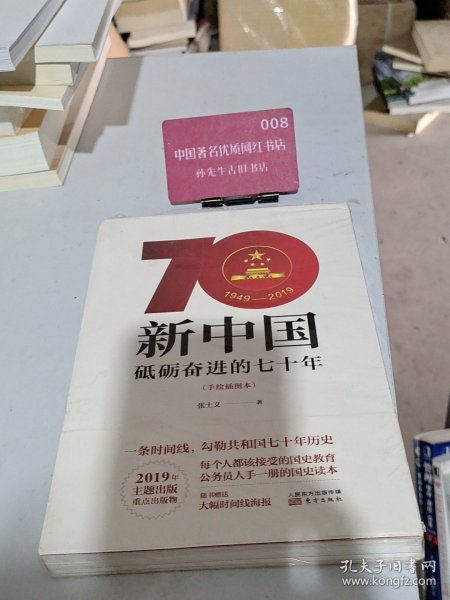 008
中国著名优质网红书店
孙先生古旧书店
70
1949—2019
新中国
砥砺奋进的七十年
(手绘插图本)
张士义 著
一条时间线，勾勒共和国七十年历史
2019年
主题出版
重点出版物
每个人都该接受的国史教育
公务员人手一册的国史读本
随书赠送
大幅时间线海报
人民东方出版传媒
东方出版社
孔夫子旧书网
www.kongfz.com